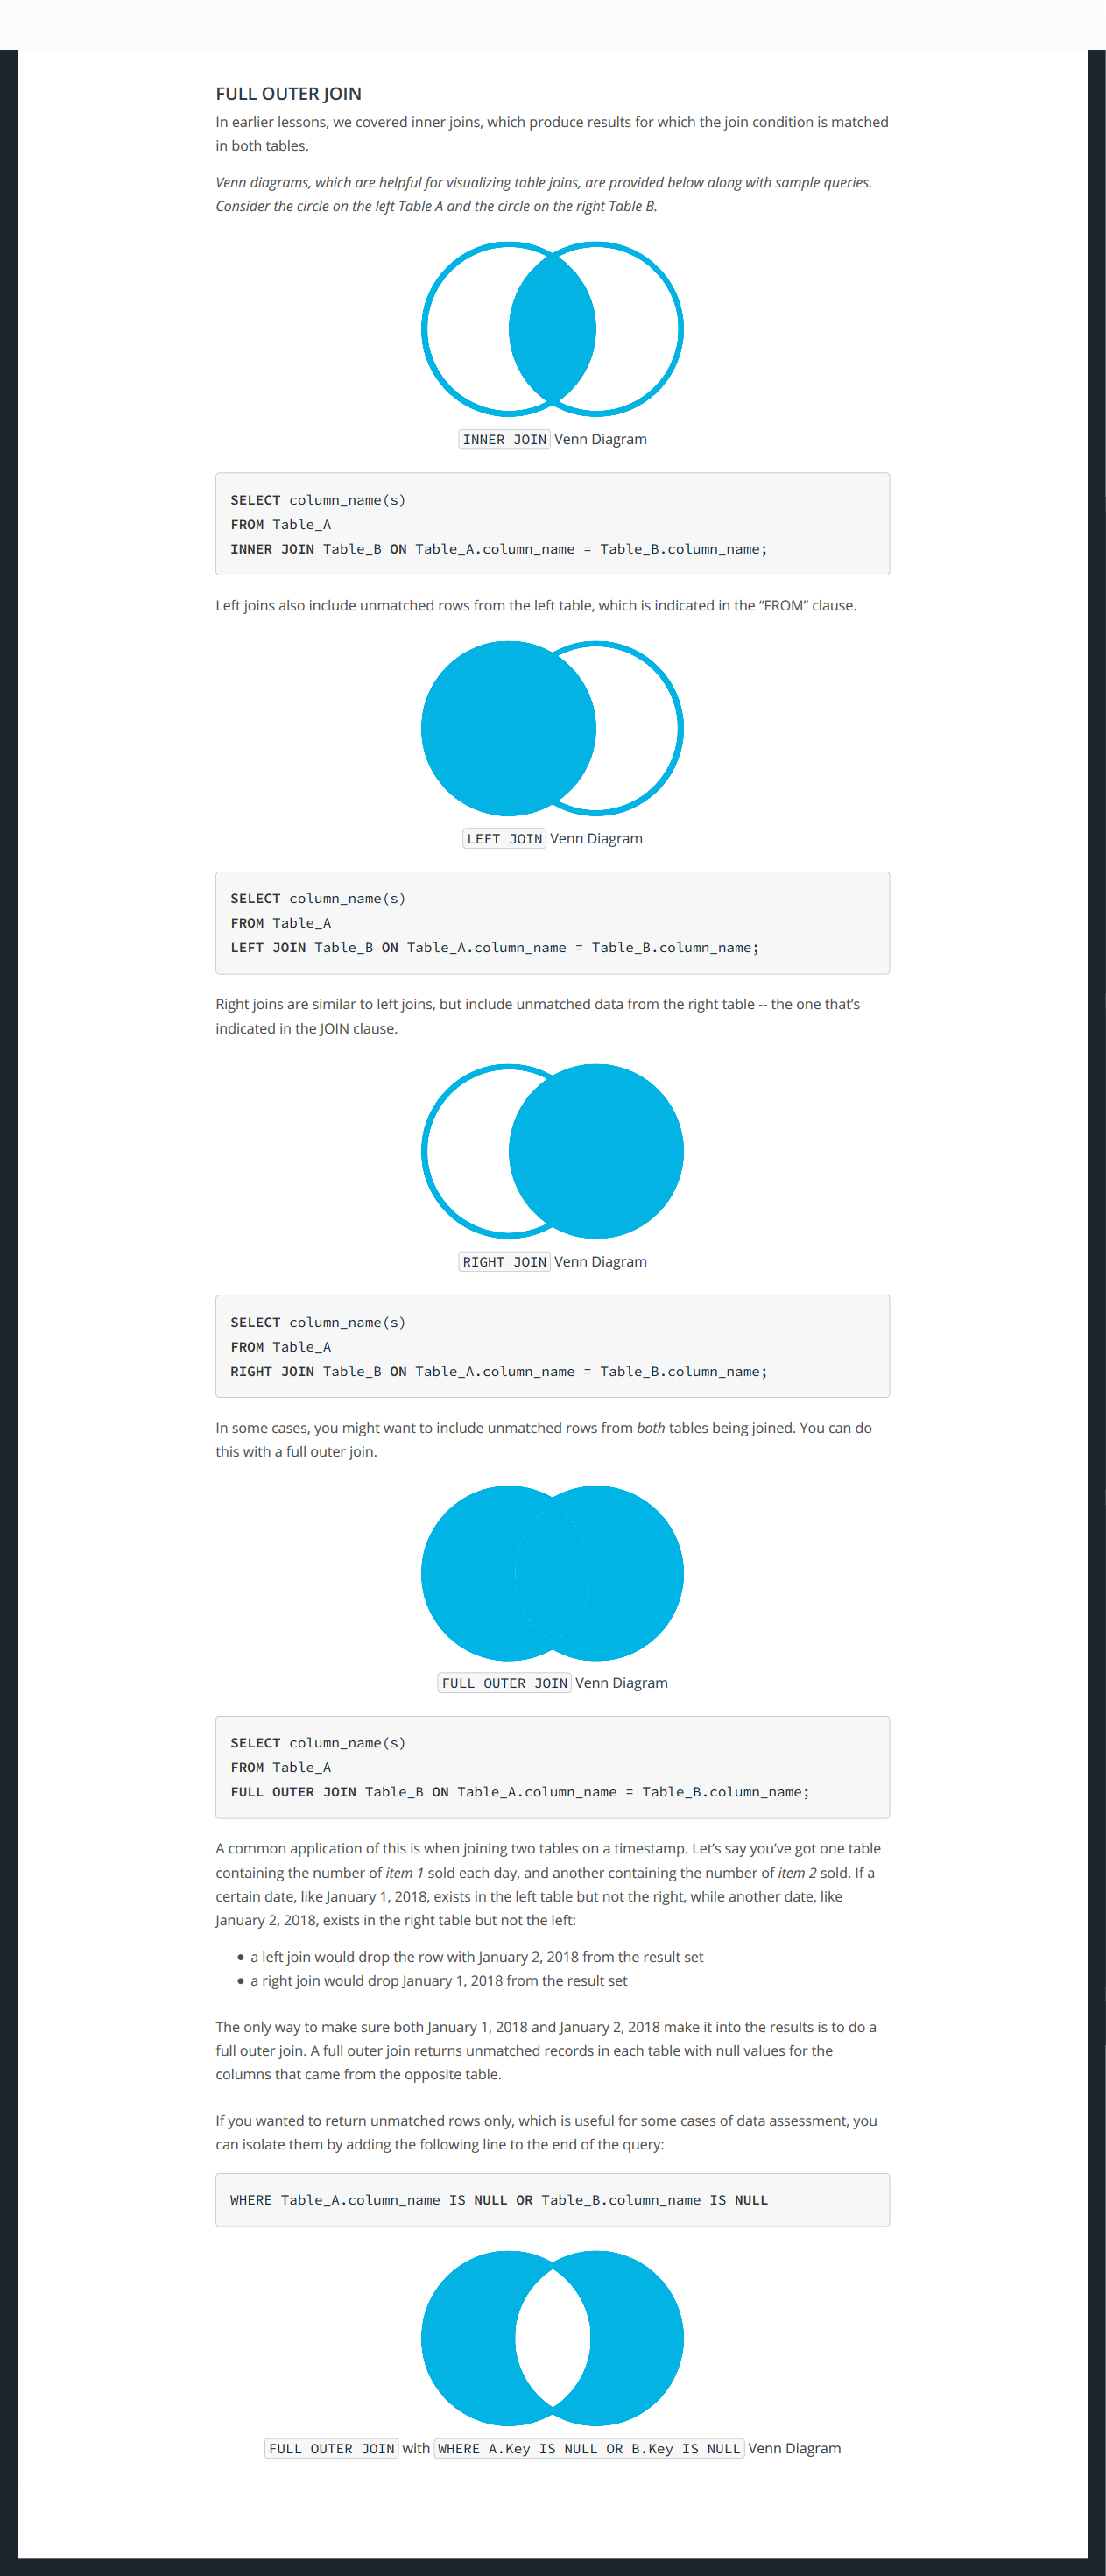 FULL OUTER JOIN
In earlier lessons, we covered inner joins, which produce results for which the join condition is matched
in both tables.
Venn diagrams, which are helpful for visualizing table joins, are provided below along with sample queries.
Consider the circle on the left Table A and the circle on the right Table B.
INNER JOIN Venn Diagram
SELECT column_name(s)
FROM Table_A
INNER JOIN Table_B ON Table_A.column_name = Table_B.column_name;
Left joins also include unmatched rows from the left table, which is indicated in the “FROM” clause.
LEFT JOIN Venn Diagram
SELECT column_name(s)
FROM Table_A
LEFT JOIN Table_B ON Table_A.column_name = Table_B.column_name;
Right joins are similar to left joins, but include unmatched data from the right table -- the one that’s
indicated in the JOIN clause.
RIGHT JOIN Venn Diagram
SELECT column_name(s)
FROM Table_A
RIGHT JOIN Table_B ON Table_A.column_name = Table_B.column_name;
In some cases, you might want to include unmatched rows from both tables being joined. You can do
this with a full outer join.
FULL OUTER JOIN Venn Diagram
SELECT column_name(s)
FROM Table_A
FULL OUTER JOIN Table_B ON Table_A.column_name = Table_B.column_name;
A common application of this is when joining two tables on a timestamp. Let’s say you’ve got one table
containing the number of item 1 sold each day, and another containing the number of item 2 sold. If a
certain date, like January 1, 2018, exists in the left table but not the right, while another date, like
January 2, 2018, exists in the right table but not the left:
• a left join would drop the row with January 2, 2018 from the result set
• a right join would drop January 1, 2018 from the result set
The only way to make sure both January 1, 2018 and January 2, 2018 make it into the results is to do a
full outer join. A full outer join returns unmatched records in each table with null values for the
columns that came from the opposite table.
If you wanted to return unmatched rows only, which is useful for some cases of data assessment, you
can isolate them by adding the following line to the end of the query:
WHERE Table_A.column_name IS NULL OR Table_B.column_name IS NULL
FULL OUTER JOIN with WHERE A.Key IS NULL OR B.Key IS NULL Venn Diagram